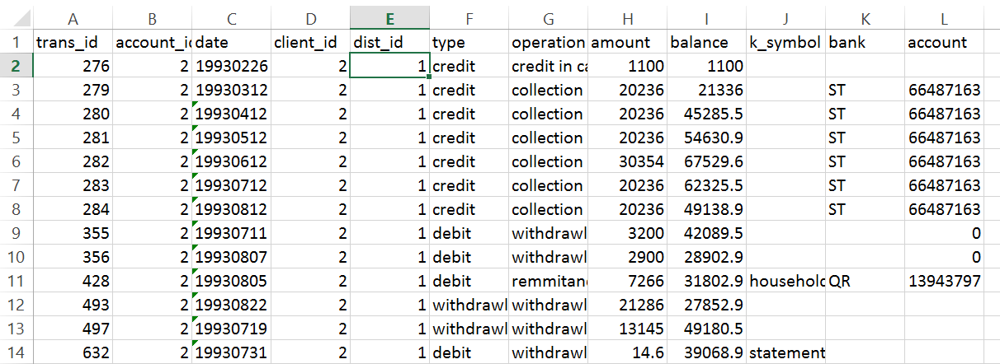 A B C D E F G H I J K L
1 trans_id account_id date client_id dist_id type operation amount balance k_symbol bank account
2 276 2 19930226 2 1 credit credit in ca 1100 1100
3 279 2 19930312 2 1 credit collection 20236 21336 ST 66487163
4 280 2 19930412 2 1 credit collection 20236 45285.5 ST 66487163
5 281 2 19930512 2 1 credit collection 20236 54630.9 ST 66487163
6 282 2 19930612 2 1 credit collection 30354 67529.6 ST 66487163
7 283 2 19930712 2 1 credit collection 20236 62325.5 ST 66487163
8 284 2 19930812 2 1 credit collection 20236 49138.9 ST 66487163
9 355 2 19930711 2 1 debit withdrawl 3200 42089.5 0
10 356 2 19930807 2 1 debit withdrawl 2900 28902.9 0
11 428 2 19930805 2 1 debit remmitan 7266 31802.9 household QR 13943797
12 493 2 19930822 2 1 withdrawl withdrawl 21286 27852.9
13 497 2 19930719 2 1 withdrawl withdrawl 13145 49180.5
14 632 2 19930731 2 1 debit withdrawl 14.6 39068.9 statement